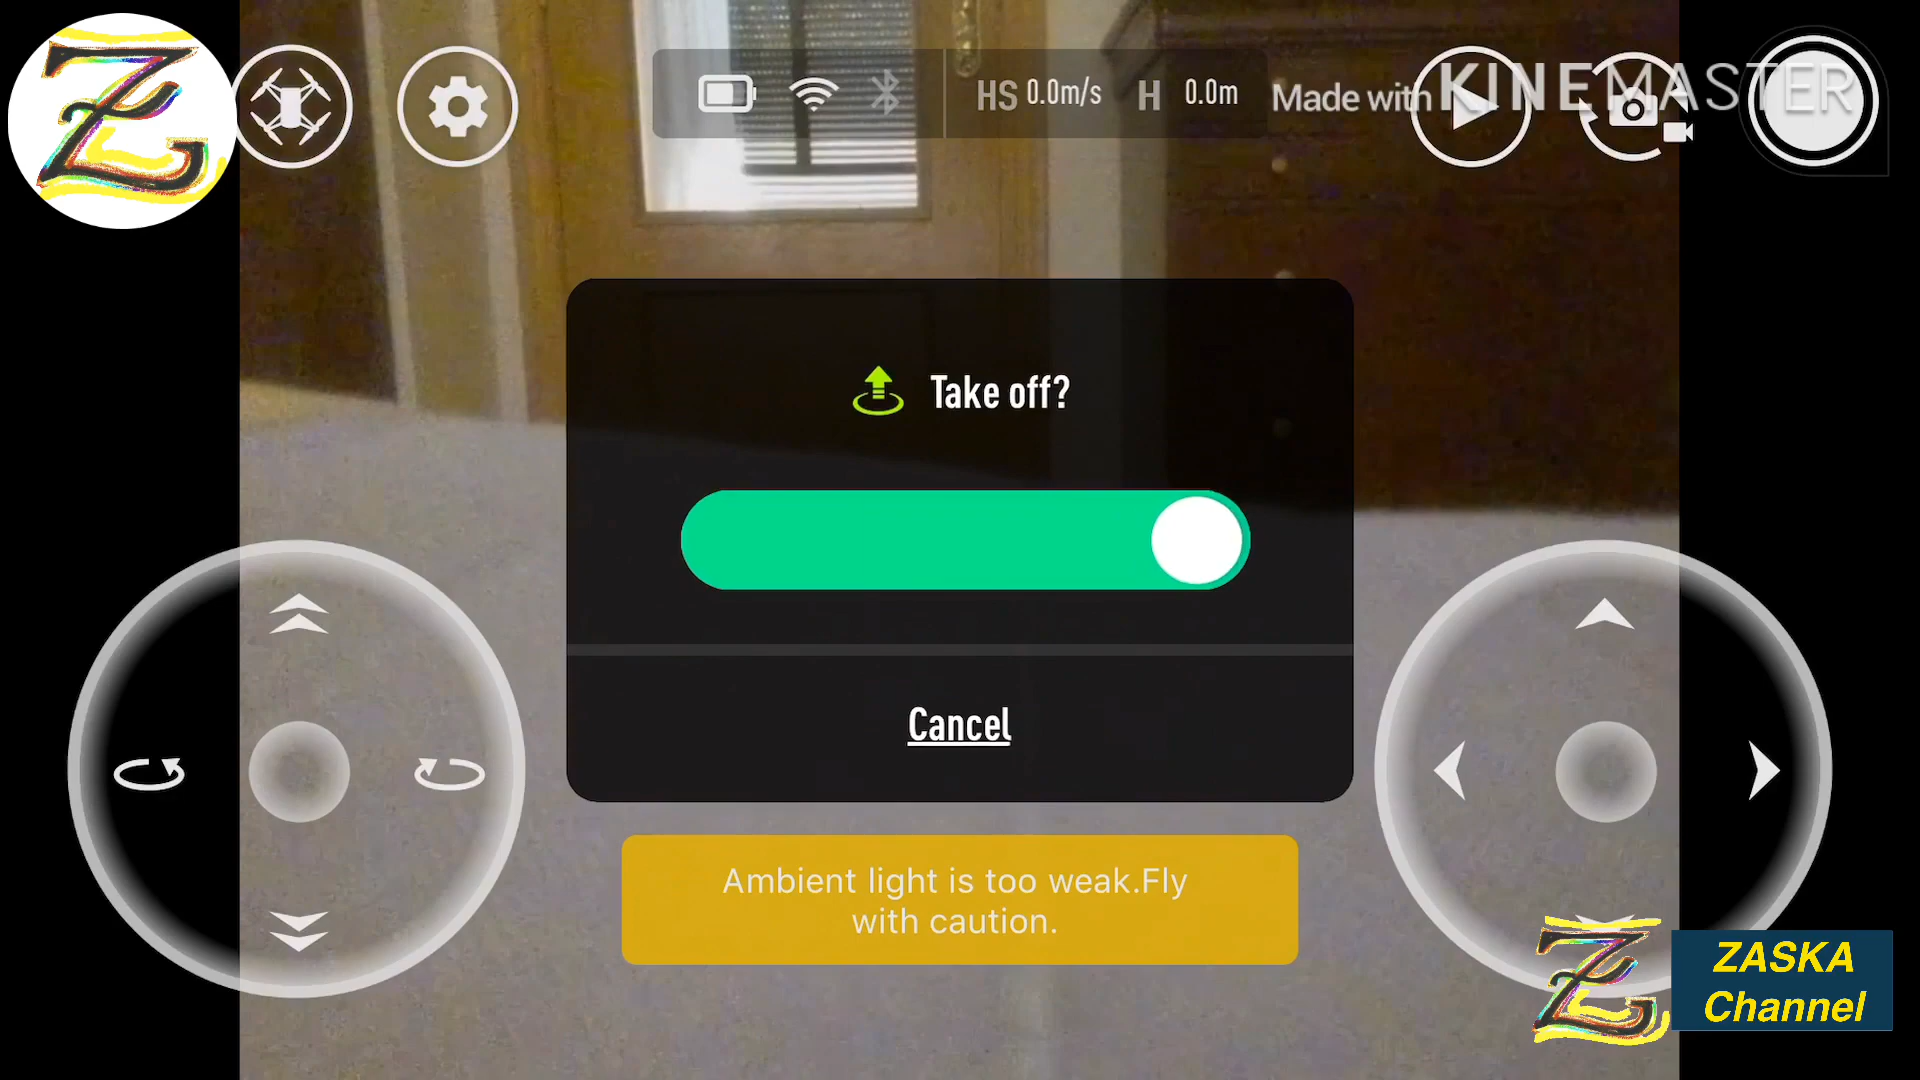 Z
HS 0.0m/s H 0.0m
Made with KINEMASTER
Take off?
Cancel
Ambient light is too weak.Fly
with caution.
Z
ZASKA
Channel